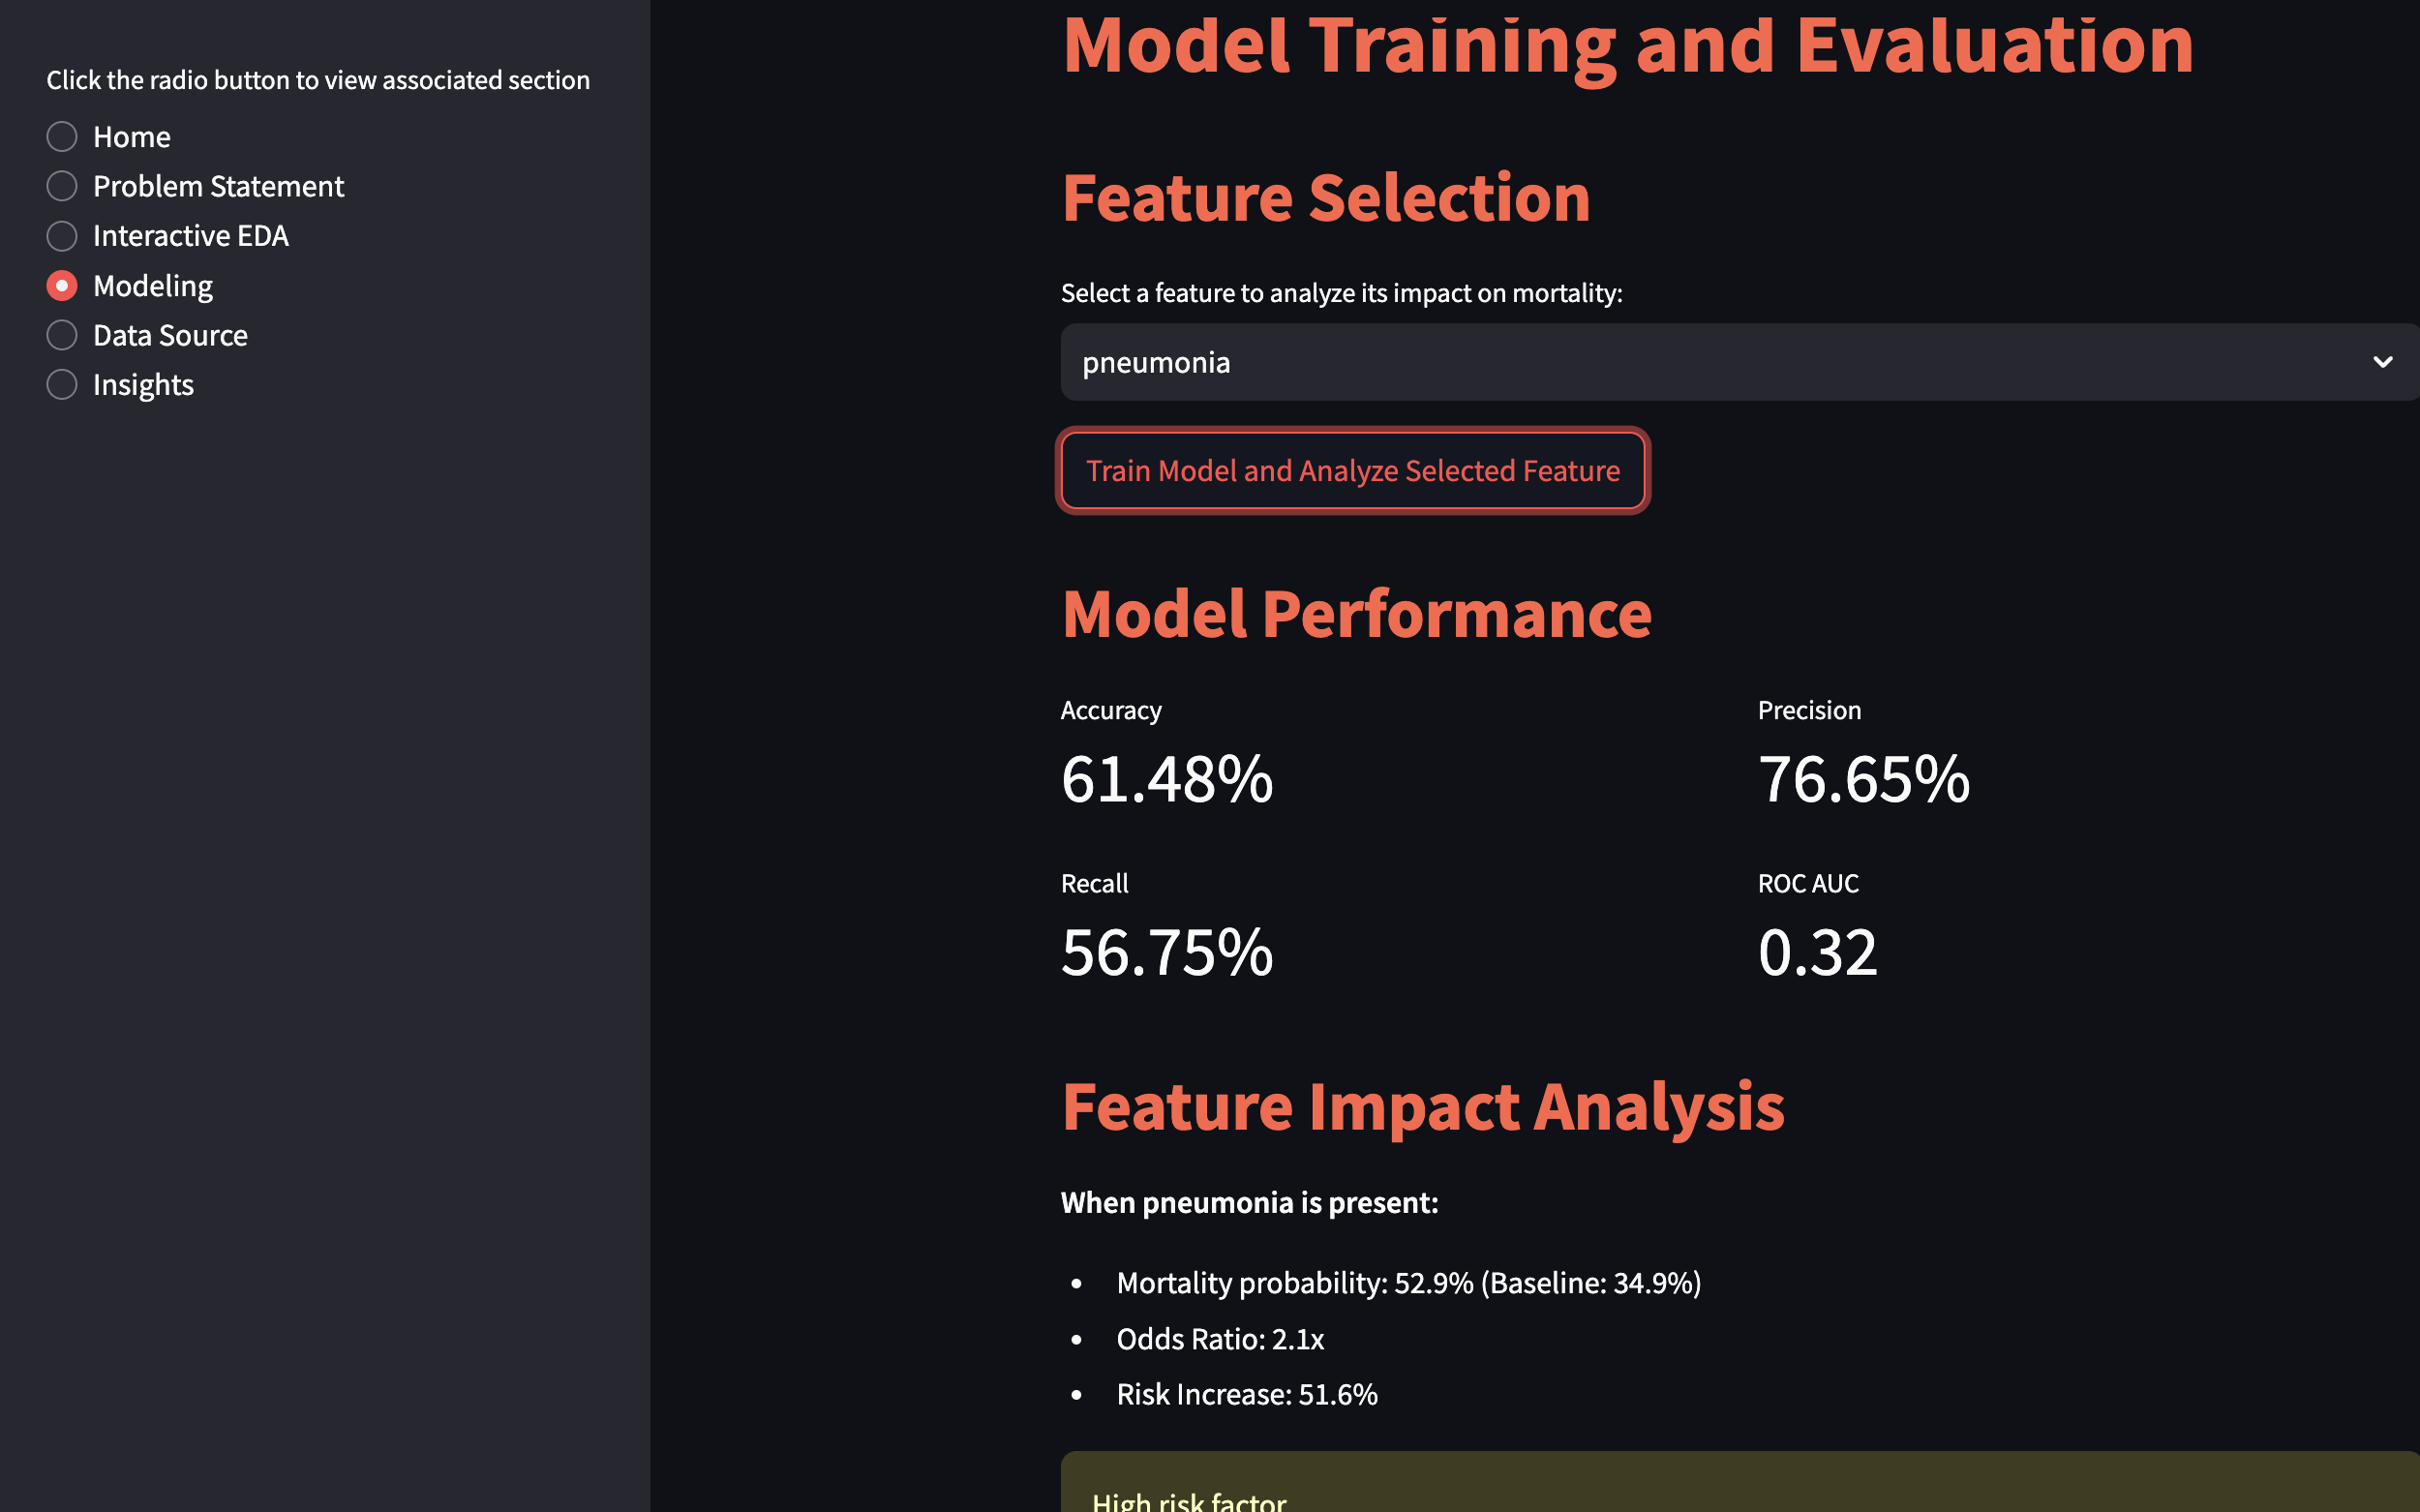 Click the radio button to view associated section
Home
Problem Statement
Interactive EDA
Modeling
Data Source
Insights
Model Training and Evaluation
Feature Selection
Select a feature to analyze its impact on mortality:
pneumonia
Train Model and Analyze Selected Feature
Model Performance
Accuracy
61.48%
Precision
76.65%
Recall
56.75%
ROC AUC
0.32
Feature Impact Analysis
When pneumonia is present:
• Mortality probability: 52.9% (Baseline: 34.9%)
• Odds Ratio: 2.1x
• Risk Increase: 51.6%
High risk factor